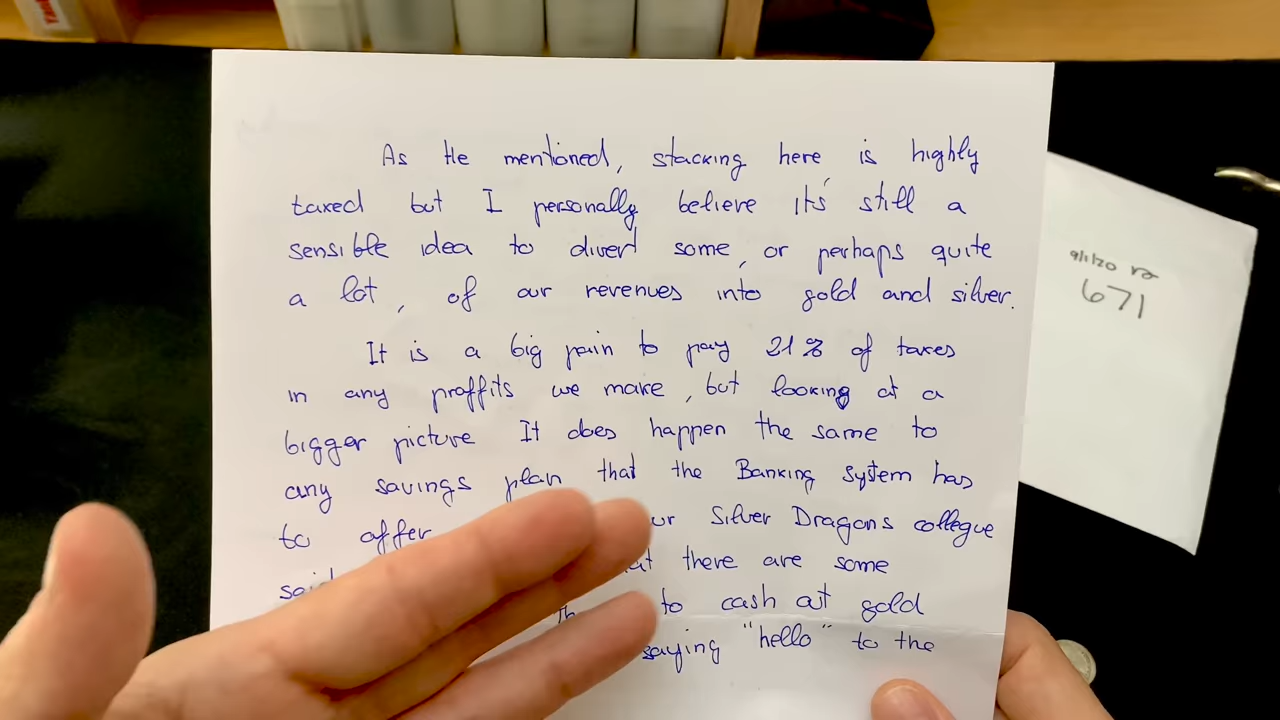 As He mentioned, stacking here is highly
taxed but I personally believe it's still a
sensible idea to divert some, or perhaps quite
a lot, of our revenues into gold and silver.
It is a big pain to pay 21% of taxes
in any proffits we make, but looking at a
bigger picture It does happen the same to
any savings plan that the Banking system has
to offer Silver Dragons collegue
there are some
to cash at gold
saying "hello" to the
9/1/20
671